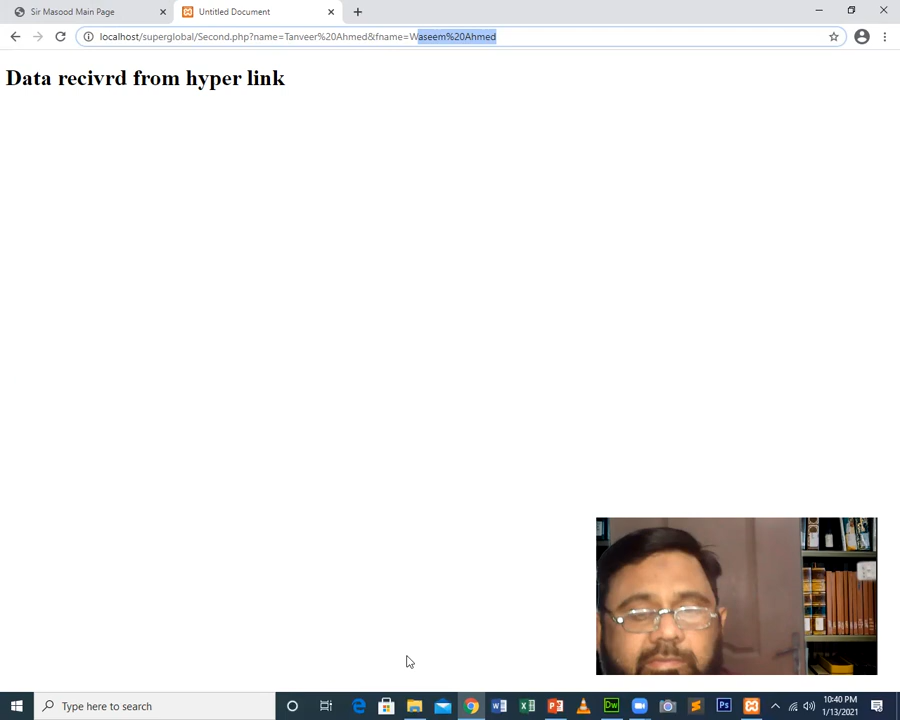 Sir Masood Main Page
Untitled Document
localhost/superglobal/Second.php?name=Tanveer%20Ahmed&fname=Waseem%20Ahmed
Data recivrd from hyper link
Type here to search
10:40 PM
1/13/2021